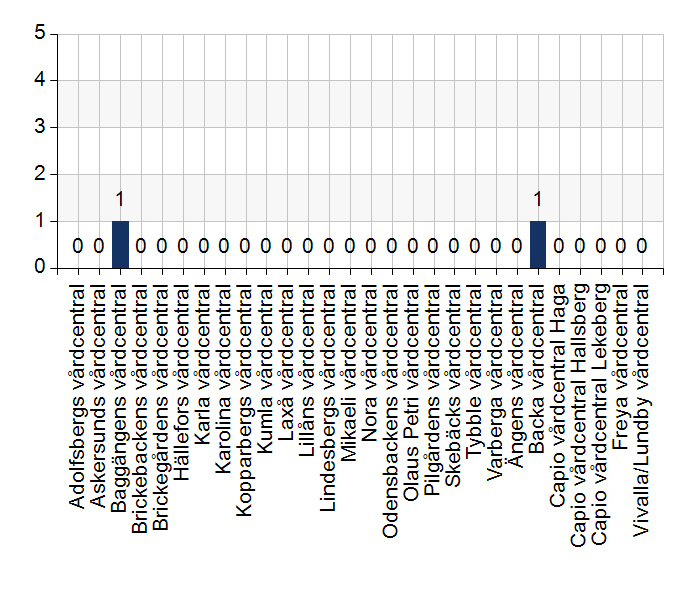 5
4
3
2
1
0
0 0 1 0 0 0 0 0 0 0 0 0 0 0 0 0 0 0 0 0 0 0 1 0 0 0 0 0
Adolfsbergs vårdcentral
Askersunds vårdcentral
Baggängens vårdcentral
Brickebackens vårdcentral
Brickegårdens vårdcentral
Hällefors vårdcentral
Karla vårdcentral
Karolina vårdcentral
Kopparbergs vårdcentral
Kumla vårdcentral
Laxå vårdcentral
Lillåns vårdcentral
Lindesbergs vårdcentral
Mikaeli vårdcentral
Nora vårdcentral
Odensbackens vårdcentral
Olaus Petri vårdcentral
Pilgårdens vårdcentral
Skebäcks vårdcentral
Tybble vårdcentral
Varberga vårdcentral
Ängens vårdcentral
Backa vårdcentral
Capio vårdcentral Haga
Capio vårdcentral Hallsberg
Capio vårdcentral Lekeberg
Freya vårdcentral
Vivalla/Lundby vårdcentral